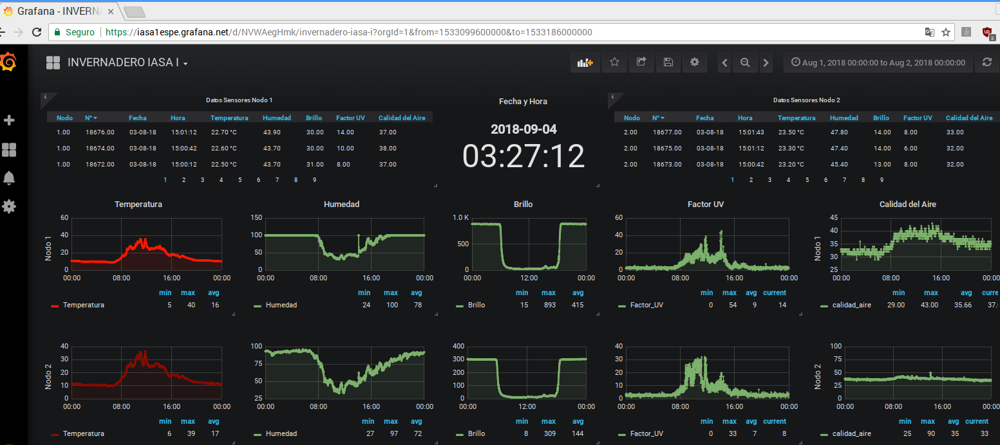 Grafana - INVERNA ×
Seguro | https://iasa1espe.grafana.net/d/NVWAegHmk/invernadero-iasa-i?orgId=1&from=1533099600000&to=1533186000000
INVERNADERO IASA I
Aug 1, 2018 00:00:00 to Aug 2, 2018 00:00:00
Datos Sensores Nodo 1
Nodo N° Fecha Hora Temperatura Humedad Brillo Factor UV Calidad del Aire
1.00 18676.00 03-08-18 15:01:12 22.70 °C 43.90 30.00 14.00 37.00
1.00 18674.00 03-08-18 15:00:42 22.60 °C 43.70 30.00 10.00 38.00
1.00 18672.00 03-08-18 15:00:12 22.50 °C 43.70 31.00 8.00 37.00
1 2 3 4 5 6 7 8 9
Fecha y Hora
2018-09-04
03:27:12
Datos Sensores Nodo 2
Nodo N° Fecha Hora Temperatura Humedad Brillo Factor UV Calidad del Aire
2.00 18677.00 03-08-18 15:01:43 23.50 °C 47.80 14.00 8.00 33.00
2.00 18675.00 03-08-18 15:01:12 23.30 °C 47.40 14.00 6.00 32.00
2.00 18673.00 03-08-18 15:00:42 23.20 °C 45.40 13.00 8.00 32.00
1 2 3 4 5 6 7 8 9
Temperatura
Nodo 1
60
40
20
0
00:00 08:00 16:00 00:00
min max avg
Temperatura 5 40 16
Humedad
150
100
50
0
00:00 08:00 16:00 00:00
min max avg
Humedad 24 100 78
Brillo
1.0 K
500
0
00:00 12:00 00:00
min max avg
Brillo 15 893 415
Factor UV
60
40
20
0
00:00 08:00 16:00 00:00
min max avg current
Factor_UV 0 54 9 14
Calidad del Aire
Nodo 1
45
40
35
30
25
00:00 08:00 16:00 00:00
min max avg curre
calidad_aire 29.00 43.00 35.66 37.
Nodo 2
40
30
20
10
0
00:00 08:00 16:00 00:00
min max avg
Temperatura 6 39 17
100
75
50
25
00:00 08:00 16:00 00:00
min max avg
Humedad 27 97 72
400
300
200
100
0
00:00 12:00 00:00
min max avg
Brillo 8 309 144
40
30
20
10
0
00:00 08:00 16:00 00:00
min max avg current
Factor_UV 0 33 7 8
Nodo 2
100
75
50
25
0
00:00 08:00 16:00 00:00
min max avg current
calidad_aire 25 90 35 33